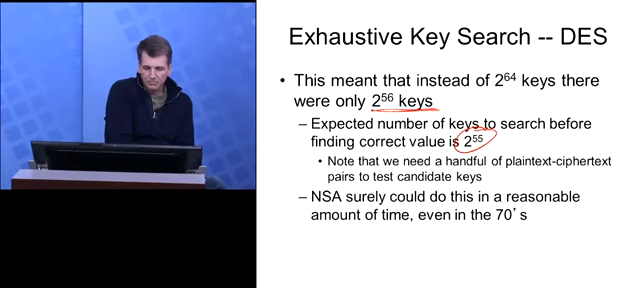 Exhaustive Key Search -- DES
• This meant that instead of 2⁶⁴ keys there
were only 2⁵⁶ keys
– Expected number of keys to search before
finding correct value is 2⁵⁵
• Note that we need a handful of plaintext-ciphertext
pairs to test candidate keys
– NSA surely could do this in a reasonable
amount of time, even in the 70's